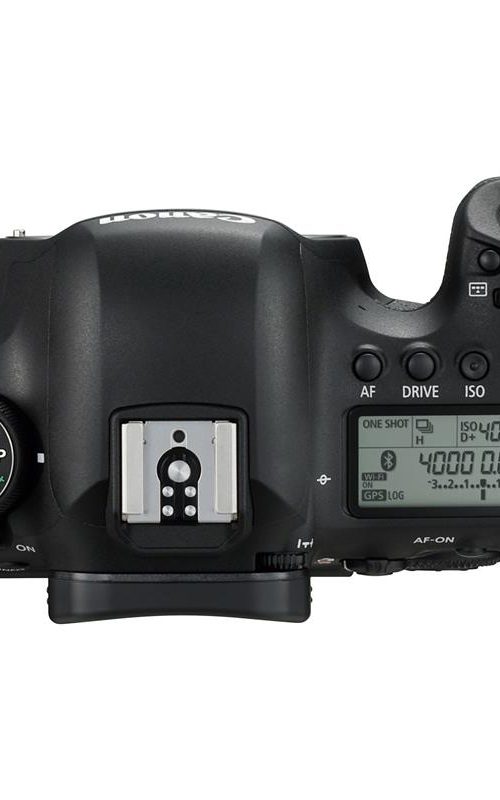 Canon
AF DRIVE ISO
ONE SHOT H ISO D+
4000
Wi-Fi
ON
-3..2..1..
GPS LOG
ON
AF-ON